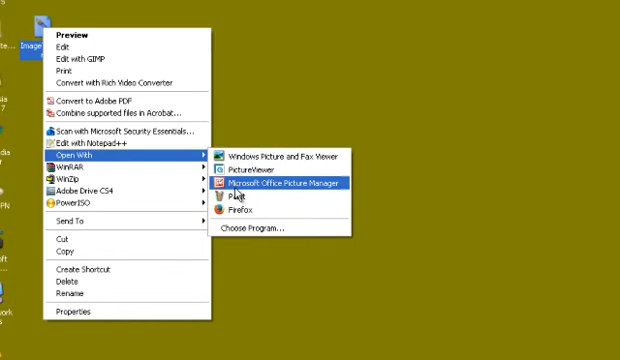 Image
Preview
Edit
Edit with GIMP
Print
Convert with Rich Video Converter
Convert to Adobe PDF
Combine supported files in Acrobat...
Scan with Microsoft Security Essentials...
Edit with Notepad++
Open With
WinRAR
WinZip
Adobe Drive CS4
PowerISO
Send To
Cut
Copy
Create Shortcut
Delete
Rename
Properties
Windows Picture and Fax Viewer
PictureViewer
Microsoft Office Picture Manager
Firefox
Choose Program...